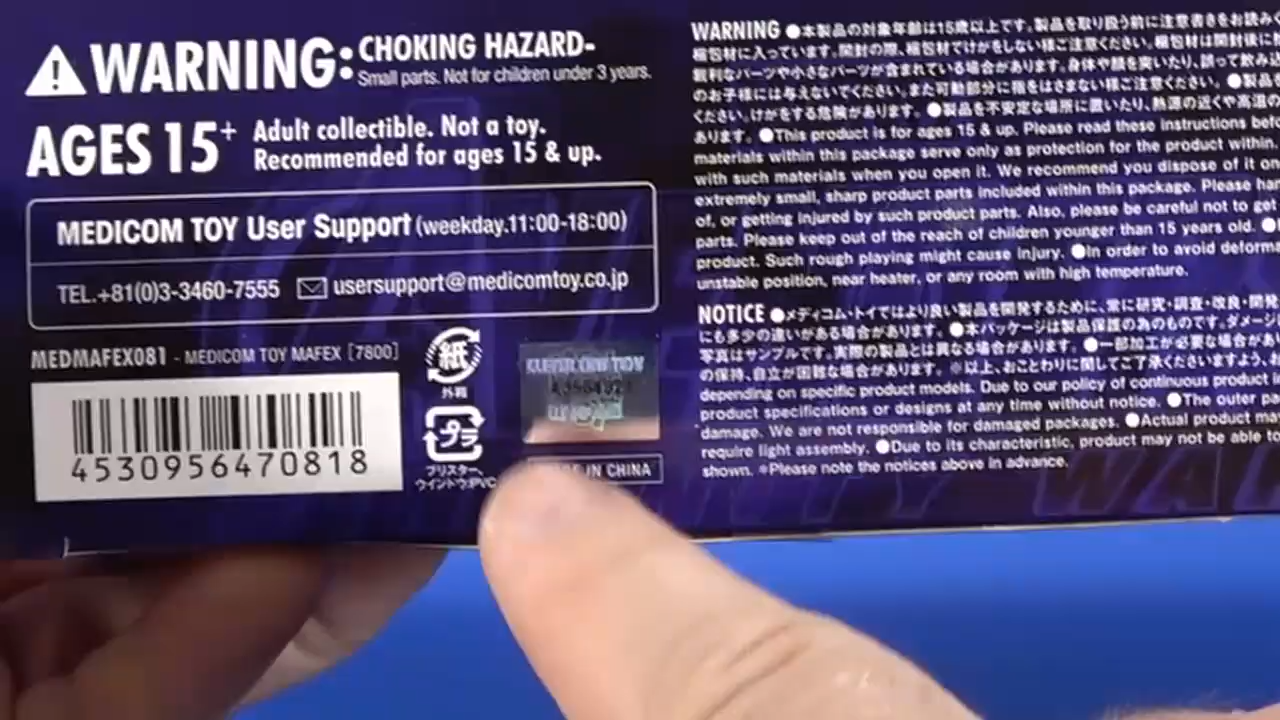 WARNING: CHOKING HAZARD-
Small parts. Not for children under 3 years.
AGES 15+ Adult collectible. Not a toy.
Recommended for ages 15 & up.
MEDICOM TOY User Support (weekday.11:00-18:00)
TEL.+81(0)3-3460-7555 usersupport@medicomtoy.co.jp
MEDMAFEX081 - MEDICOM TOY MAFEX [7800]
4530956470818
紙
外箱
プラ
ブリスター、
ウインドウ:PVC
IN CHINA
WARNING ●本製品の対象年齢は15歳以上です。製品を取り扱う前に注意書きをお読み
梱包材に入っています。開封の際、梱包材でけがをしない様ご注意ください。梱包材は開封後に
鋭利なパーツや小さなパーツが含まれている場合があります。身体や顔を突いたり、誤って飲み
のお子様には与えないでください。また可動部分に指をはさまない様ご注意ください。●製品
ください。けがをする危険があります。●製品を不安定な場所に置いたり、熱源の近くや高温の
あります。●This product is for ages 15 & up. Please read these instructions befo
materials within this package serve only as protection for the product within.
with such materials when you open it. We recommend you dispose of it on
extremely small, sharp product parts included within this package. Please ha
of, or getting injured by such product parts. Also, please be careful not to get
parts. Please keep out of the reach of children younger than 15 years old. ●
product. Such rough playing might cause injury. ●In order to avoid deforma
unstable position, near heater, or any room with high temperature.
NOTICE ●メディコム・トイではより良い製品を開発するために、常に研究・調査・改良・開発
にも多少の違いがある場合があります。●本パッケージは製品保護の為のものです。ダメージ
写真はサンプルです。実際の製品とは異なる場合があります。●一部加工が必要な場合があ
の保持、自立が困難な場合があります。※以上、おことわりに関してご了承くださいますよう、お
depending on specific product models. Due to our policy of continuous product i
product specifications or designs at any time without notice. ●The outer pa
damage. We are not responsible for damaged packages. ●Actual product may
require light assembly. ●Due to its characteristic, product may not be able to
shown. *Please note the notices above in advance.